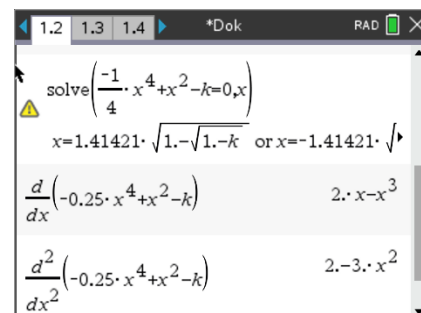 1.2 1.3 1.4 *Dok RAD
solve(-1/4·x^4+x^2-k=0,x)
x=1.41421·√(1.-√(1.-k)) or x=-1.41421·√
d/dx(-0.25·x^4+x^2-k) 2.·x-x^3
d^2/dx^2(-0.25·x^4+x^2-k) 2.-3.·x^2